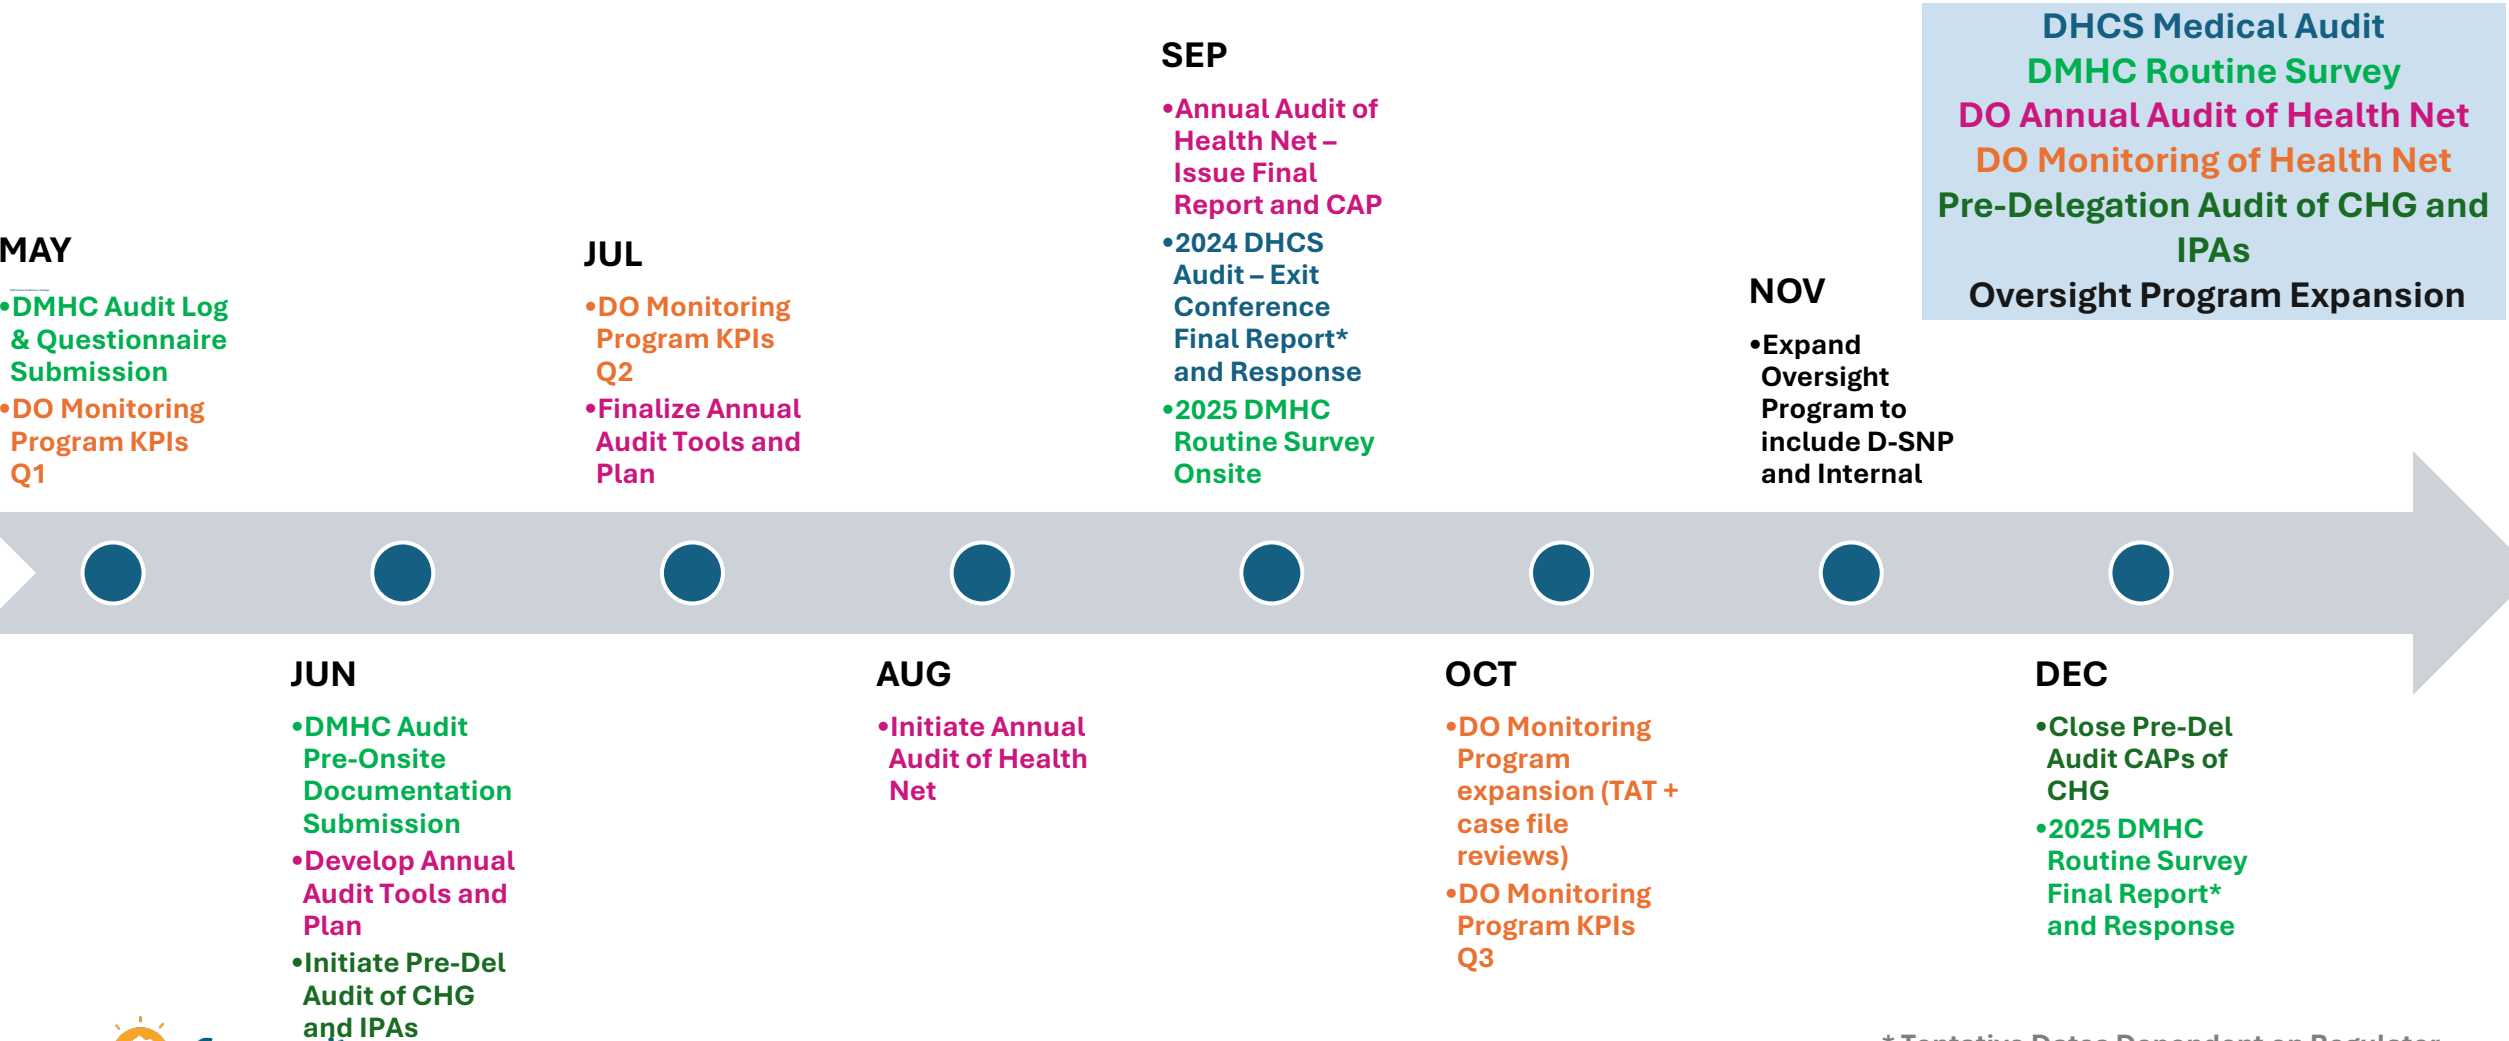 DHCS Medical Audit
DMHC Routine Survey
DO Annual Audit of Health Net
DO Monitoring of Health Net
Pre-Delegation Audit of CHG and
IPAs
Oversight Program Expansion
MAY
•DMHC Audit Log
& Questionnaire
Submission
•DO Monitoring
Program KPIs
Q1
JUN
•DMHC Audit
Pre-Onsite
Documentation
Submission
•Develop Annual
Audit Tools and
Plan
•Initiate Pre-Del
Audit of CHG
and IPAs
JUL
•DO Monitoring
Program KPIs
Q2
•Finalize Annual
Audit Tools and
Plan
AUG
•Initiate Annual
Audit of Health
Net
SEP
•Annual Audit of
Health Net –
Issue Final
Report and CAP
•2024 DHCS
Audit – Exit
Conference
Final Report*
and Response
•2025 DMHC
Routine Survey
Onsite
OCT
•DO Monitoring
Program
expansion (TAT +
case file
reviews)
•DO Monitoring
Program KPIs
Q3
NOV
•Expand
Oversight
Program to
include D-SNP
and Internal
DEC
•Close Pre-Del
Audit CAPs of
CHG
•2025 DMHC
Routine Survey
Final Report*
and Response
* Tentative Dates Dependent on Regulator